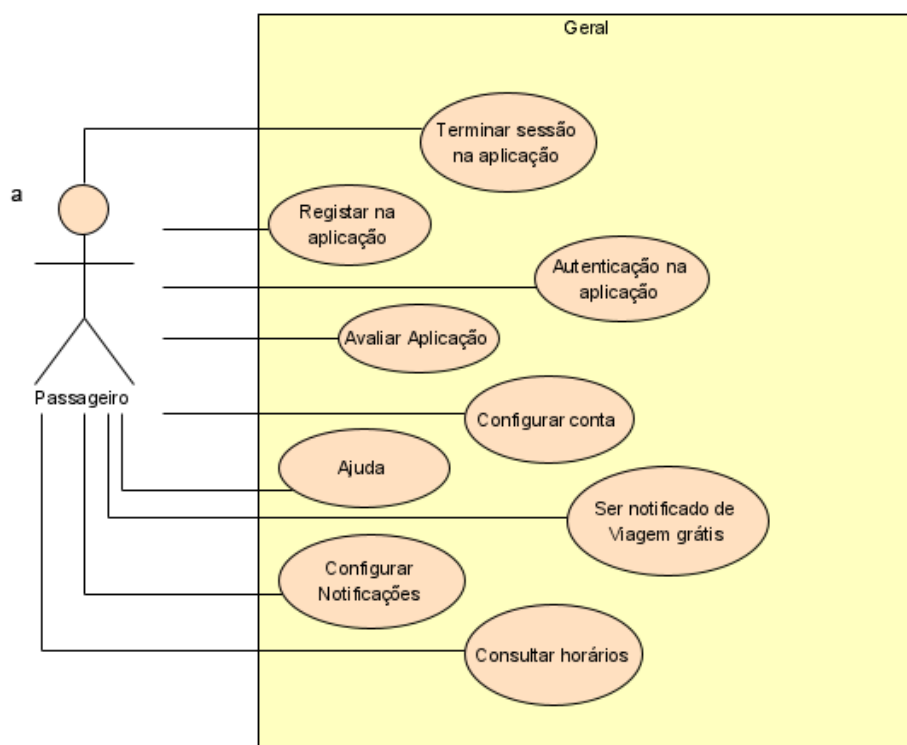 Geral
Terminar sessão
na aplicação
a
Registar na
aplicação
Autenticação na
aplicação
Avaliar Aplicação
Passageiro
Configurar conta
Ajuda
Ser notificado de
Viagem grátis
Configurar
Notificações
Consultar horários